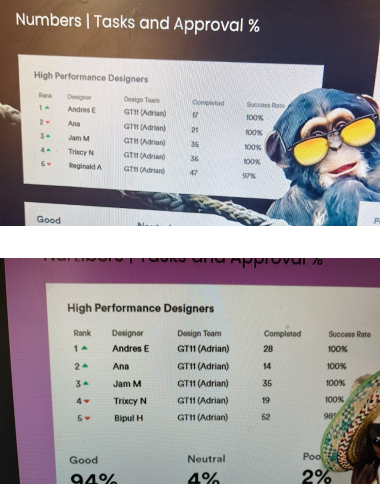 Numbers | Tasks and Approval %
High Performance Designers
Rank Designer Design Team Completed Success Rate
1 Andres E GT11 (Adrian) 17 100%
2 Ana GT11 (Adrian) 21 100%
3 Jam M GT11 (Adrian) 35 100%
4 Trixcy N GT11 (Adrian) 36 100%
5 Reginald A GT11 (Adrian) 47 97%
Good
Numbers | Tasks and Approval %
High Performance Designers
Rank Designer Design Team Completed Success Rate
1 Andres E GT11 (Adrian) 28 100%
2 Ana GT11 (Adrian) 14 100%
3 Jam M GT11 (Adrian) 35 100%
4 Trixcy N GT11 (Adrian) 19 100%
5 Bipul H GT11 (Adrian) 52
Good Neutral Poo
94% 4% 2%